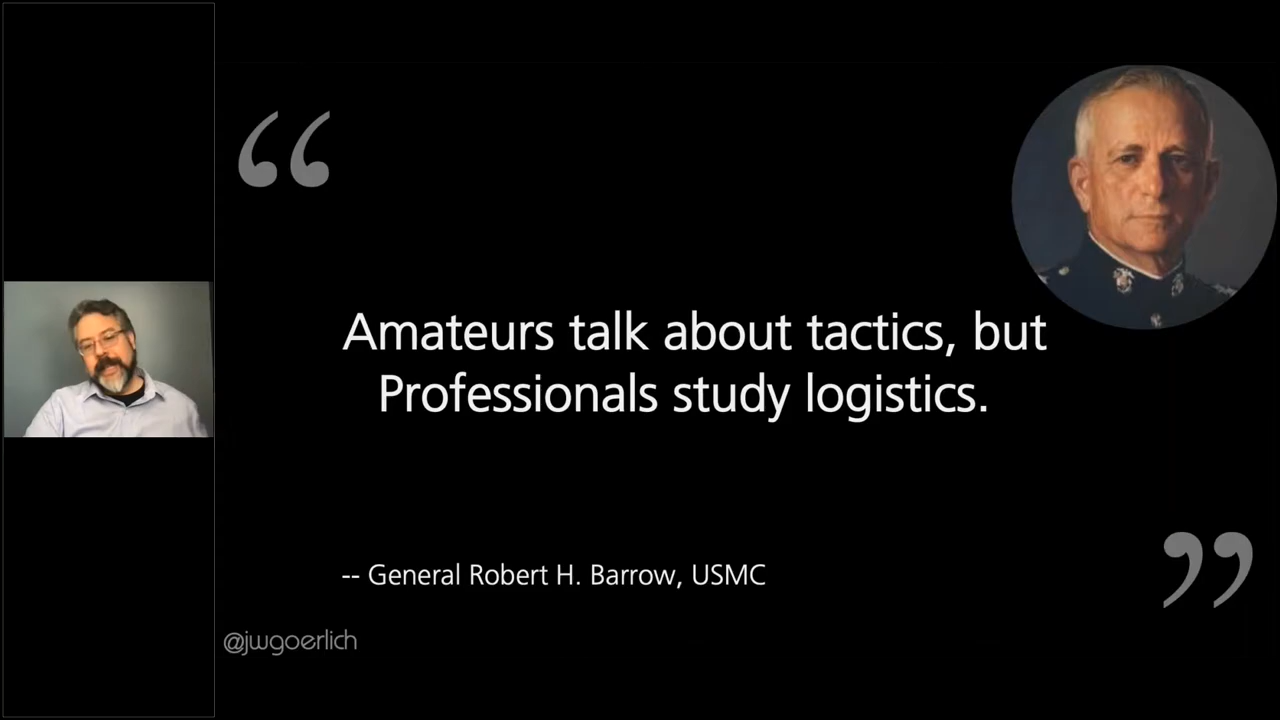 “
Amateurs talk about tactics, but
Professionals study logistics.
”
-- General Robert H. Barrow, USMC
@jwgoerlich